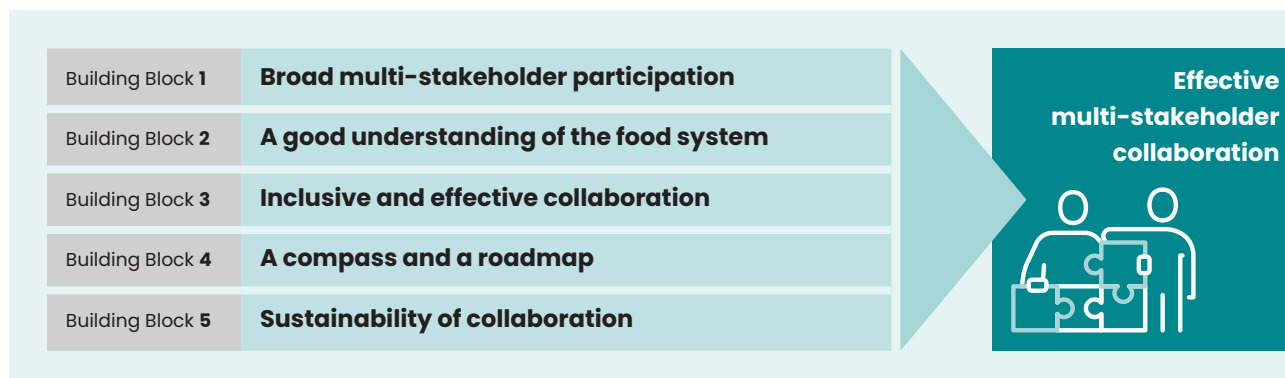 Building Block 1 Broad multi-stakeholder participation
Building Block 2 A good understanding of the food system
Building Block 3 Inclusive and effective collaboration
Building Block 4 A compass and a roadmap
Building Block 5 Sustainability of collaboration
Effective
multi-stakeholder
collaboration